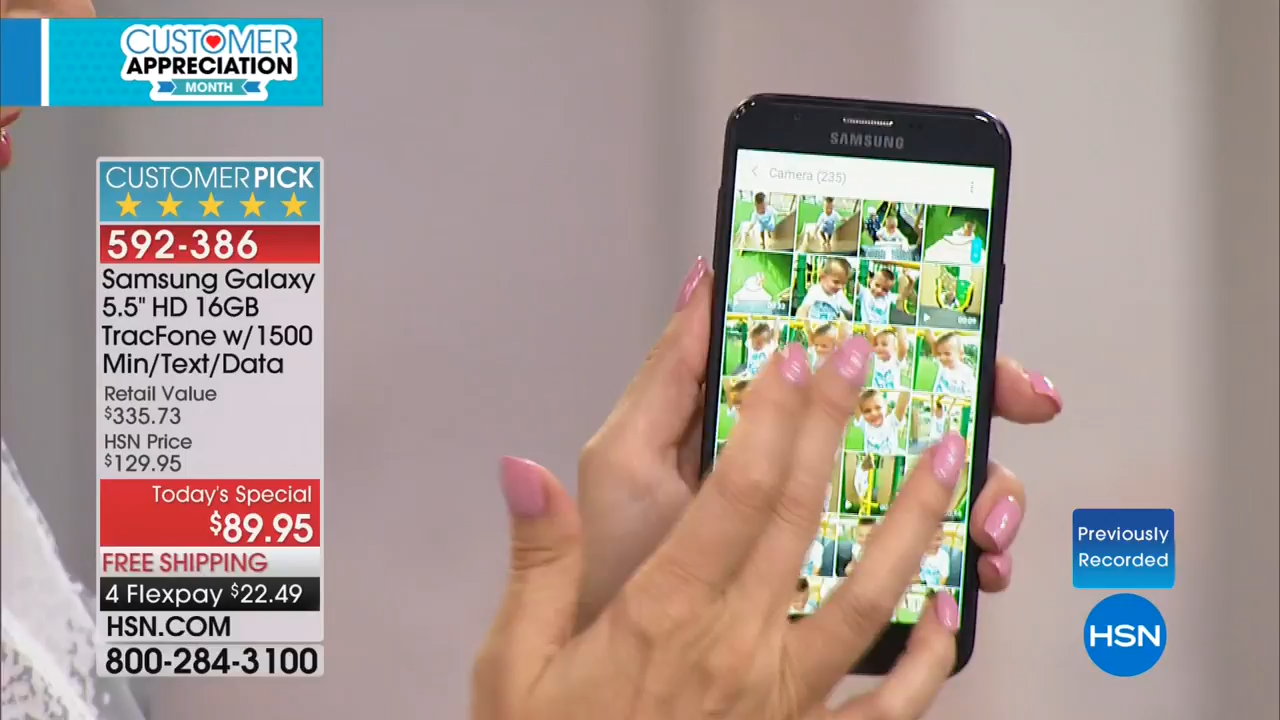 CUSTOMER
APPRECIATION
MONTH
CUSTOMER PICK
592-386
Samsung Galaxy
5.5" HD 16GB
TracFone w/1500
Min/Text/Data
Retail Value
$335.73
HSN Price
$129.95
Today's Special
$89.95
FREE SHIPPING
4 Flexpay $22.49
HSN.COM
800-284-3100
SAMSUNG
Camera (235)
Previously
Recorded
HSN